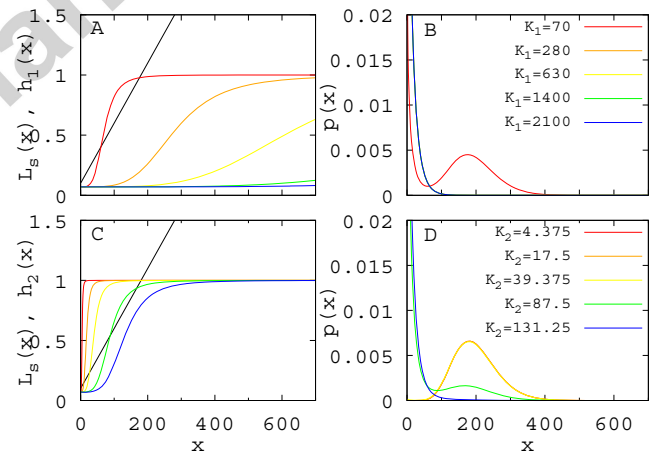 A
L_s(x), h_1(x)
1.5
1
0.5
0
B
p(x)
0.02
0.015
0.01
0.005
0
K_1=70
K_1=280
K_1=630
K_1=1400
K_1=2100
C
L_s(x), h_2(x)
1.5
1
0.5
0
0 200 400 600
x
D
p(x)
0.02
0.015
0.01
0.005
0
K_2=4.375
K_2=17.5
K_2=39.375
K_2=87.5
K_2=131.25
0 200 400 600
x